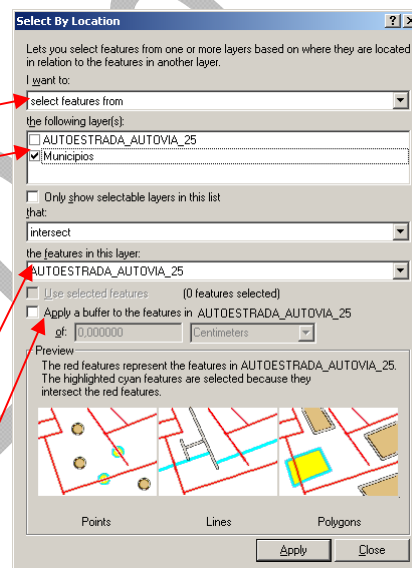 Select By Location
Lets you select features from one or more layers based on where they are located
in relation to the features in another layer.
I want to:
select features from
the following layer(s):
AUTOESTRADA_AUTOVIA_25
Municipios
Only show selectable layers in this list
that:
intersect
the features in this layer:
AUTOESTRADA_AUTOVIA_25
Use selected features (0 features selected)
Apply a buffer to the features in AUTOESTRADA_AUTOVIA_25
of: 0,000000 Centimeters
Preview
The red features represent the features in AUTOESTRADA_AUTOVIA_25.
The highlighted cyan features are selected because they
intersect the red features.
Points Lines Polygons
Apply Close